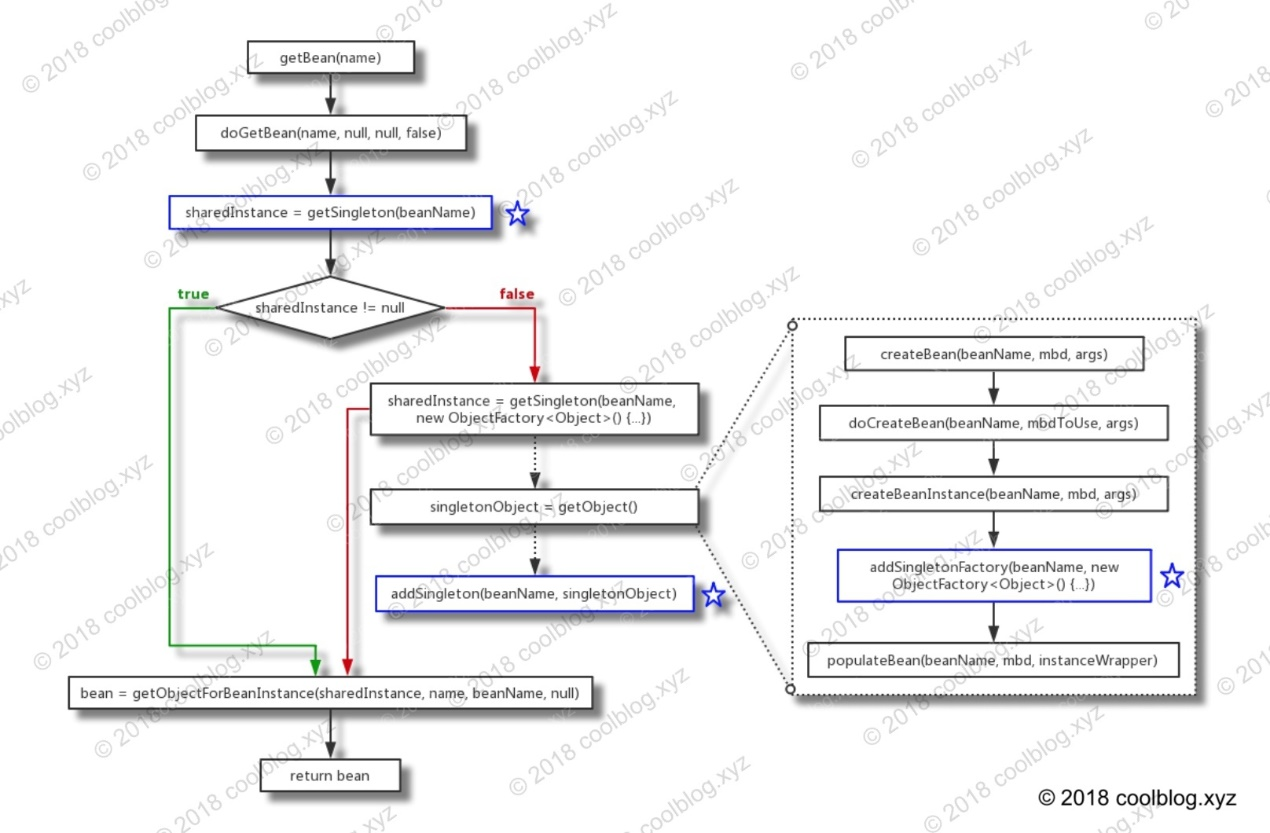 getBean(name)
doGetBean(name, null, null, false)
sharedInstance = getSingleton(beanName)
sharedInstance != null
true
false
sharedInstance = getSingleton(beanName,
new ObjectFactory<Object>() {...})
singletonObject = getObject()
addSingleton(beanName, singletonObject)
bean = getObjectForBeanInstance(sharedInstance, name, beanName, null)
return bean
createBean(beanName, mbd, args)
doCreateBean(beanName, mbdToUse, args)
createBeanInstance(beanName, mbd, args)
addSingletonFactory(beanName, new
ObjectFactory<Object>() {...})
populateBean(beanName, mbd, instanceWrapper)
© 2018 coolblog.xyz